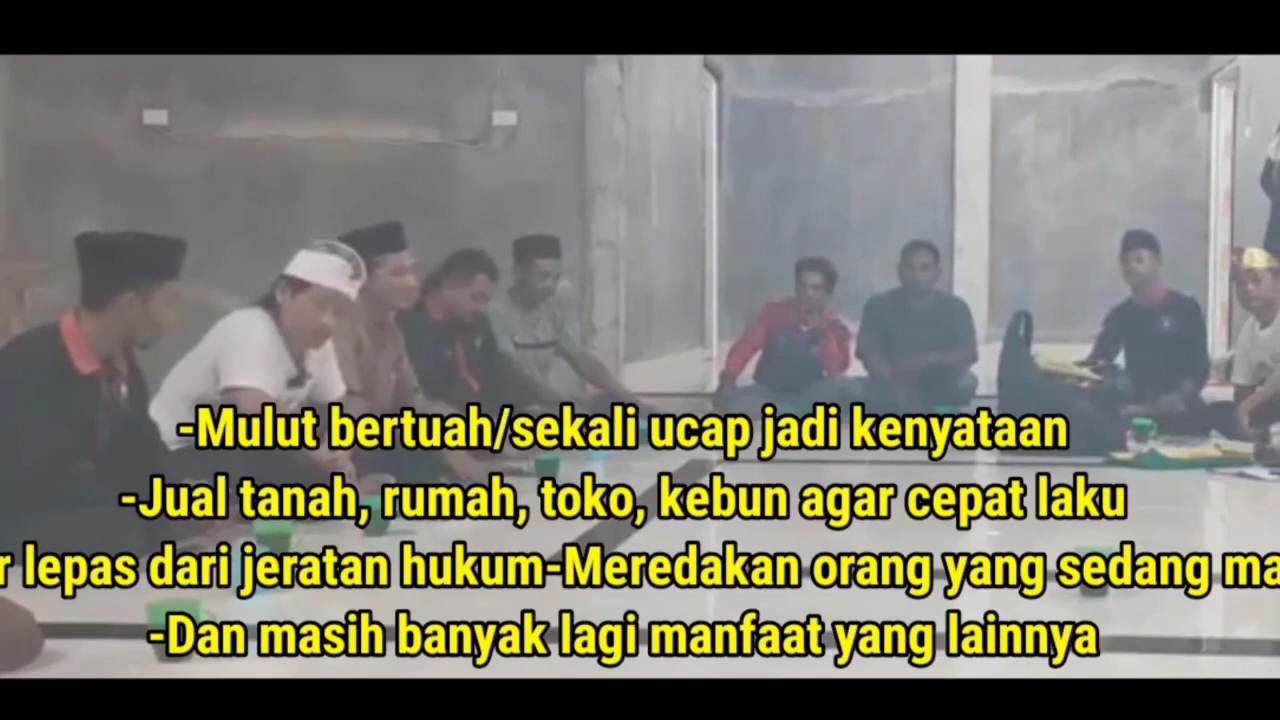 -Mulut bertuah/sekali ucap jadi kenyataan
-Jual tanah, rumah, toko, kebun agar cepat laku
lepas dari jeratan hukum-Meredakan orang yang sedang
-Dan masih banyak lagi manfaat yang lainnya